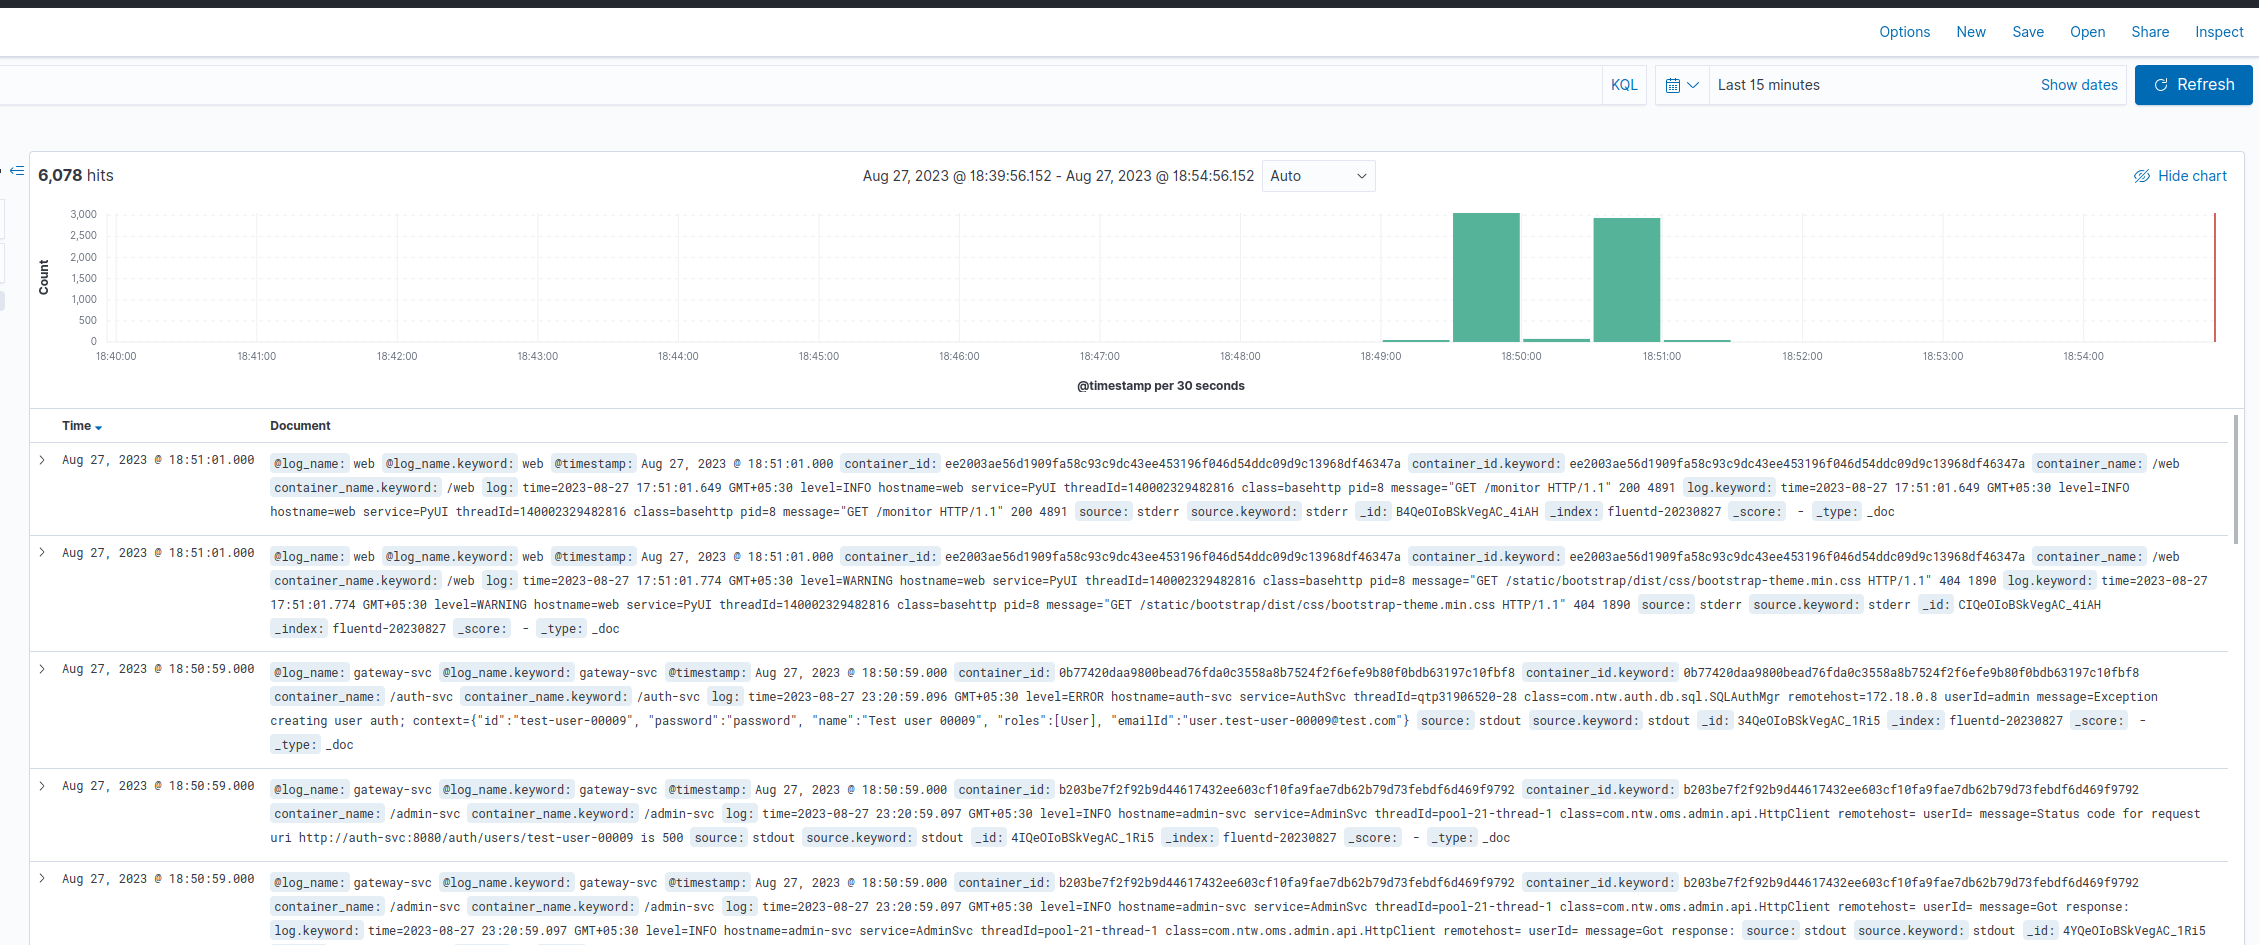 Options New Save Open Share Inspect
KQL Last 15 minutes Show dates Refresh
6,078 hits Aug 27, 2023 @ 18:39:56.152 - Aug 27, 2023 @ 18:54:56.152 Auto Hide chart
3,000
2,500
2,000
1,500
1,000
500
0
Count
18:40:00 18:41:00 18:42:00 18:43:00 18:44:00 18:45:00 18:46:00 18:47:00 18:48:00 18:49:00 18:50:00 18:51:00 18:52:00 18:53:00 18:54:00
@timestamp per 30 seconds
Time Document
Aug 27, 2023 @ 18:51:01.000 @log_name: web @log_name.keyword: web @timestamp: Aug 27, 2023 @ 18:51:01.000 container_id: ee2003ae56d1909fa58c93c9dc43ee453196f046d54ddc09d9c13968df46347a container_id.keyword: ee2003ae56d1909fa58c93c9dc43ee453196f046d54ddc09d9c13968df46347a container_name: /web
container_name.keyword: /web log: time=2023-08-27 17:51:01.649 GMT+05:30 level=INFO hostname=web service=PyUI threadId=140002329482816 class=basehttp pid=8 message="GET /monitor HTTP/1.1" 200 4891 log.keyword: time=2023-08-27 17:51:01.649 GMT+05:30 level=INFO
hostname=web service=PyUI threadId=140002329482816 class=basehttp pid=8 message="GET /monitor HTTP/1.1" 200 4891 source: stderr source.keyword: stderr _id: B4QeOIoBSkVegAC_4iAH _index: fluentd-20230827 _score: - _type: _doc
Aug 27, 2023 @ 18:51:01.000 @log_name: web @log_name.keyword: web @timestamp: Aug 27, 2023 @ 18:51:01.000 container_id: ee2003ae56d1909fa58c93c9dc43ee453196f046d54ddc09d9c13968df46347a container_id.keyword: ee2003ae56d1909fa58c93c9dc43ee453196f046d54ddc09d9c13968df46347a container_name: /web
container_name.keyword: /web log: time=2023-08-27 17:51:01.774 GMT+05:30 level=WARNING hostname=web service=PyUI threadId=140002329482816 class=basehttp pid=8 message="GET /static/bootstrap/dist/css/bootstrap-theme.min.css HTTP/1.1" 404 1890 log.keyword: time=2023-08-27
17:51:01.774 GMT+05:30 level=WARNING hostname=web service=PyUI threadId=140002329482816 class=basehttp pid=8 message="GET /static/bootstrap/dist/css/bootstrap-theme.min.css HTTP/1.1" 404 1890 source: stderr source.keyword: stderr _id: CIQeOIoBSkVegAC_4iAH
_index: fluentd-20230827 _score: - _type: _doc
Aug 27, 2023 @ 18:50:59.000 @log_name: gateway-svc @log_name.keyword: gateway-svc @timestamp: Aug 27, 2023 @ 18:50:59.000 container_id: 0b77420daa9800bead76fda0c3558a8b7524f2f6efe9b80f0bdb63197c10fbf8 container_id.keyword: 0b77420daa9800bead76fda0c3558a8b7524f2f6efe9b80f0bdb63197c10fbf8
container_name: /auth-svc container_name.keyword: /auth-svc log: time=2023-08-27 23:20:59.096 GMT+05:30 level=ERROR hostname=auth-svc service=AuthSvc threadId=qtp31906520-28 class=com.ntw.auth.db.sql.SQLAuthMgr remotehost=172.18.0.8 userId=admin message=Exception
creating user auth; context={"id":"test-user-00009", "password":"password", "name":"Test user 00009", "roles":[User], "emailId":"user.test-user-00009@test.com"} source: stdout source.keyword: stdout _id: 34QeOIoBSkVegAC_1Ri5 _index: fluentd-20230827 _score: -
_type: _doc
Aug 27, 2023 @ 18:50:59.000 @log_name: gateway-svc @log_name.keyword: gateway-svc @timestamp: Aug 27, 2023 @ 18:50:59.000 container_id: b203be7f2f92b9d44617432ee603cf10fa9fae7db62b79d73febdf6d469f9792 container_id.keyword: b203be7f2f92b9d44617432ee603cf10fa9fae7db62b79d73febdf6d469f9792
container_name: /admin-svc container_name.keyword: /admin-svc log: time=2023-08-27 23:20:59.097 GMT+05:30 level=INFO hostname=admin-svc service=AdminSvc threadId=pool-21-thread-1 class=com.ntw.oms.admin.api.HttpClient remotehost= userId= message=Status code for request
uri http://auth-svc:8080/auth/users/test-user-00009 is 500 source: stdout source.keyword: stdout _id: 4IQeOIoBSkVegAC_1Ri5 _index: fluentd-20230827 _score: - _type: _doc
Aug 27, 2023 @ 18:50:59.000 @log_name: gateway-svc @log_name.keyword: gateway-svc @timestamp: Aug 27, 2023 @ 18:50:59.000 container_id: b203be7f2f92b9d44617432ee603cf10fa9fae7db62b79d73febdf6d469f9792 container_id.keyword: b203be7f2f92b9d44617432ee603cf10fa9fae7db62b79d73febdf6d469f9792
container_name: /admin-svc container_name.keyword: /admin-svc log: time=2023-08-27 23:20:59.097 GMT+05:30 level=INFO hostname=admin-svc service=AdminSvc threadId=pool-21-thread-1 class=com.ntw.oms.admin.api.HttpClient remotehost= userId= message=Got response:
log.keyword: time=2023-08-27 23:20:59.097 GMT+05:30 level=INFO hostname=admin-svc service=AdminSvc threadId=pool-21-thread-1 class=com.ntw.oms.admin.api.HttpClient remotehost= userId= message=Got response: source: stdout source.keyword: stdout _id: 4YQeOIoBSkVegAC_1Ri5